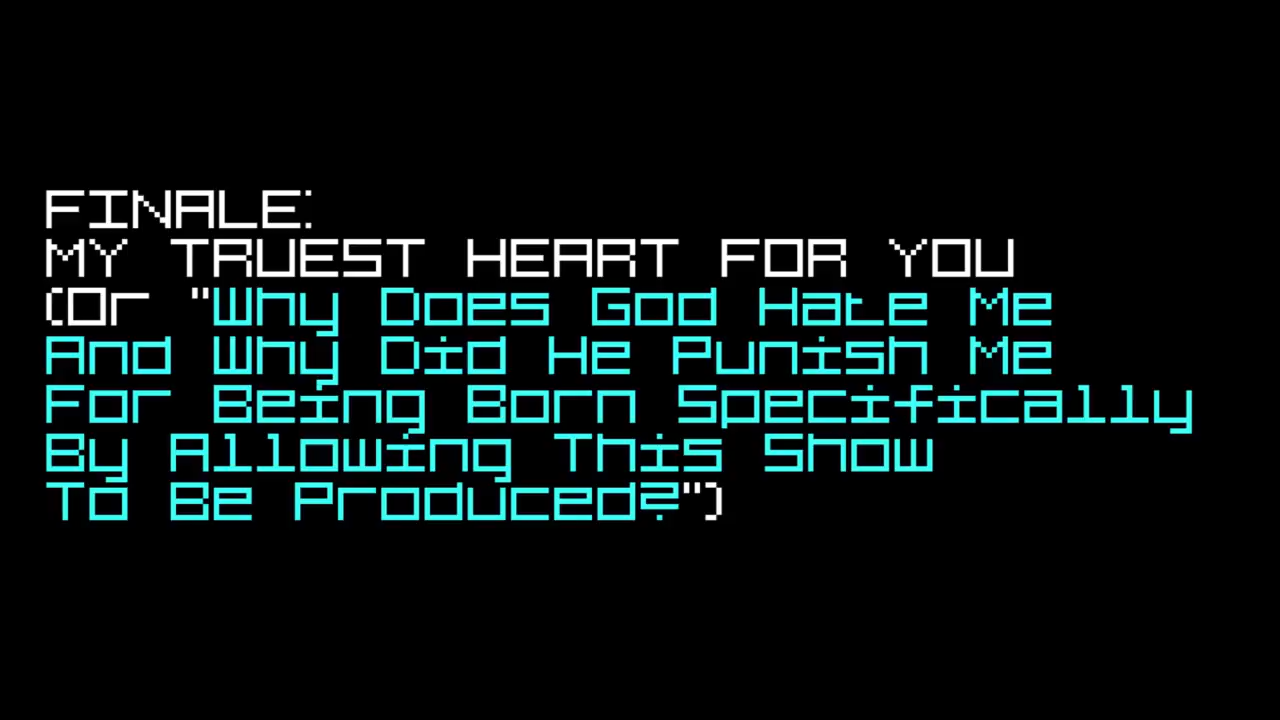 FINALE:
MY TRUEST HEART FOR YOU
(Or "Why Does God Hate Me
And Why Did He Punish Me
For Being Born Specifically
By Allowing This Show
To Be Produced?")